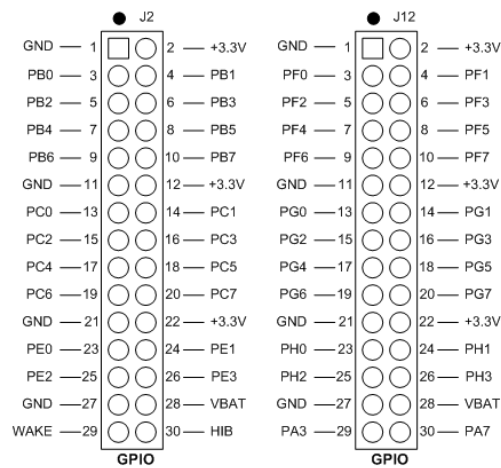 J2 J12
GND 1 2 +3.3V GND 1 2 +3.3V
PB0 3 4 PB1 PF0 3 4 PF1
PB2 5 6 PB3 PF2 5 6 PF3
PB4 7 8 PB5 PF4 7 8 PF5
PB6 9 10 PB7 PF6 9 10 PF7
GND 11 12 +3.3V GND 11 12 +3.3V
PC0 13 14 PC1 PG0 13 14 PG1
PC2 15 16 PC3 PG2 15 16 PG3
PC4 17 18 PC5 PG4 17 18 PG5
PC6 19 20 PC7 PG6 19 20 PG7
GND 21 22 +3.3V GND 21 22 +3.3V
PE0 23 24 PE1 PH0 23 24 PH1
PE2 25 26 PE3 PH2 25 26 PH3
GND 27 28 VBAT GND 27 28 VBAT
WAKE 29 30 HIB PA3 29 30 PA7
GPIO GPIO